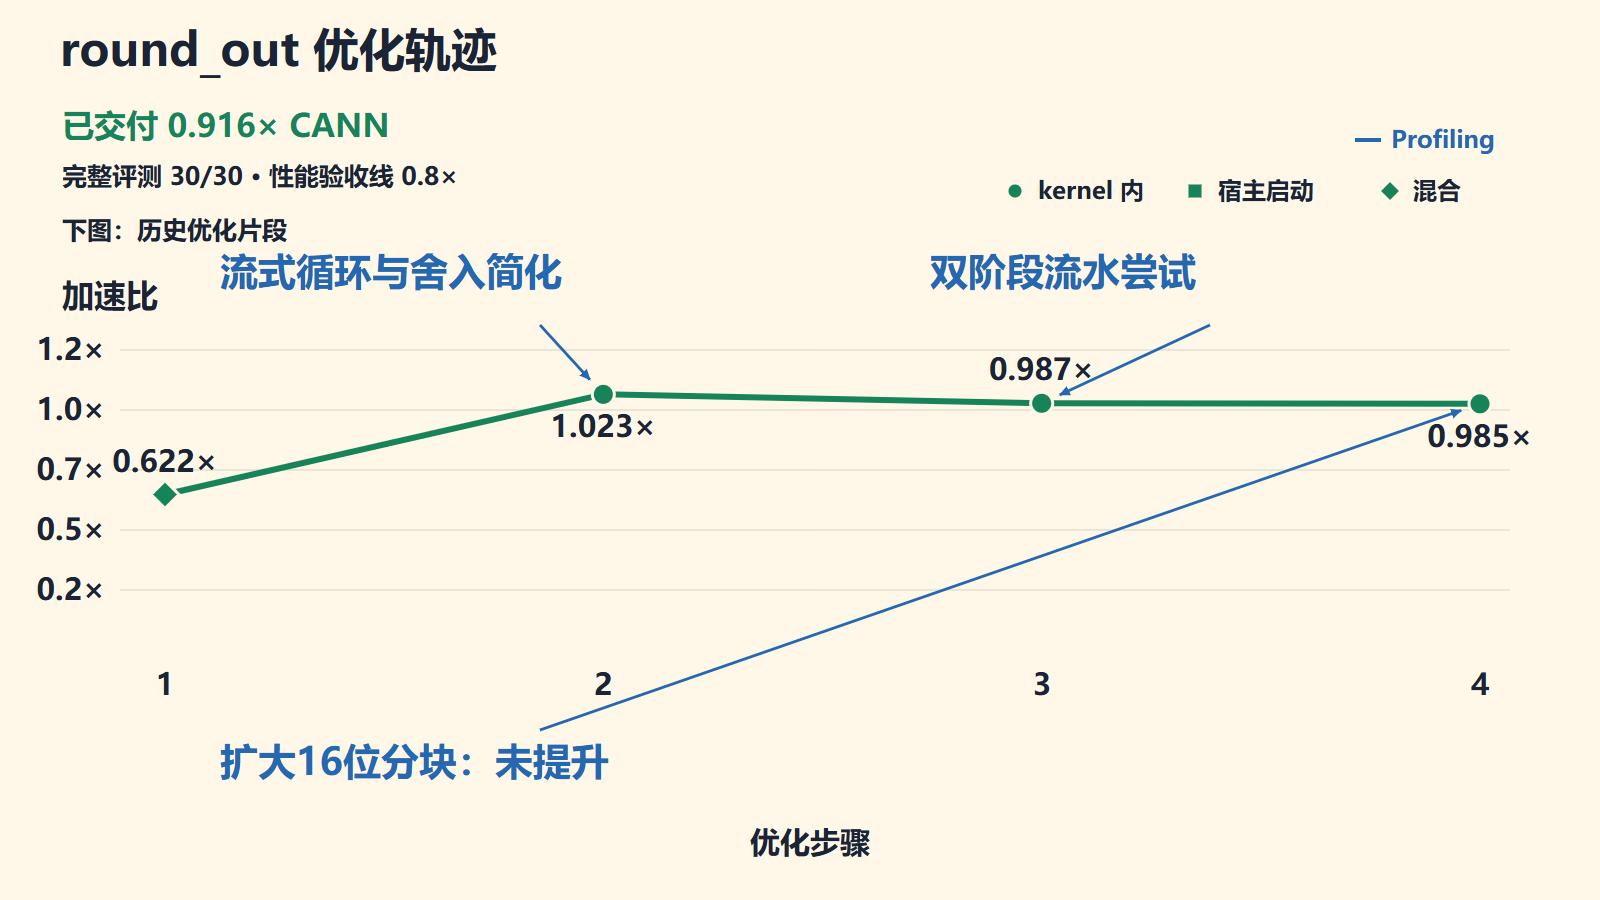 round_out 优化轨迹
已交付 0.916× CANN
完整评测 30/30 • 性能验收线 0.8×
下图：历史优化片段
Profiling
kernel 内
宿主启动
混合
流式循环与舍入简化
双阶段流水尝试
加速比
1.2×
1.0×
0.7×
0.5×
0.2×
0.622×
1.023×
0.987×
0.985×
1
2
3
4
扩大16位分块：未提升
优化步骤